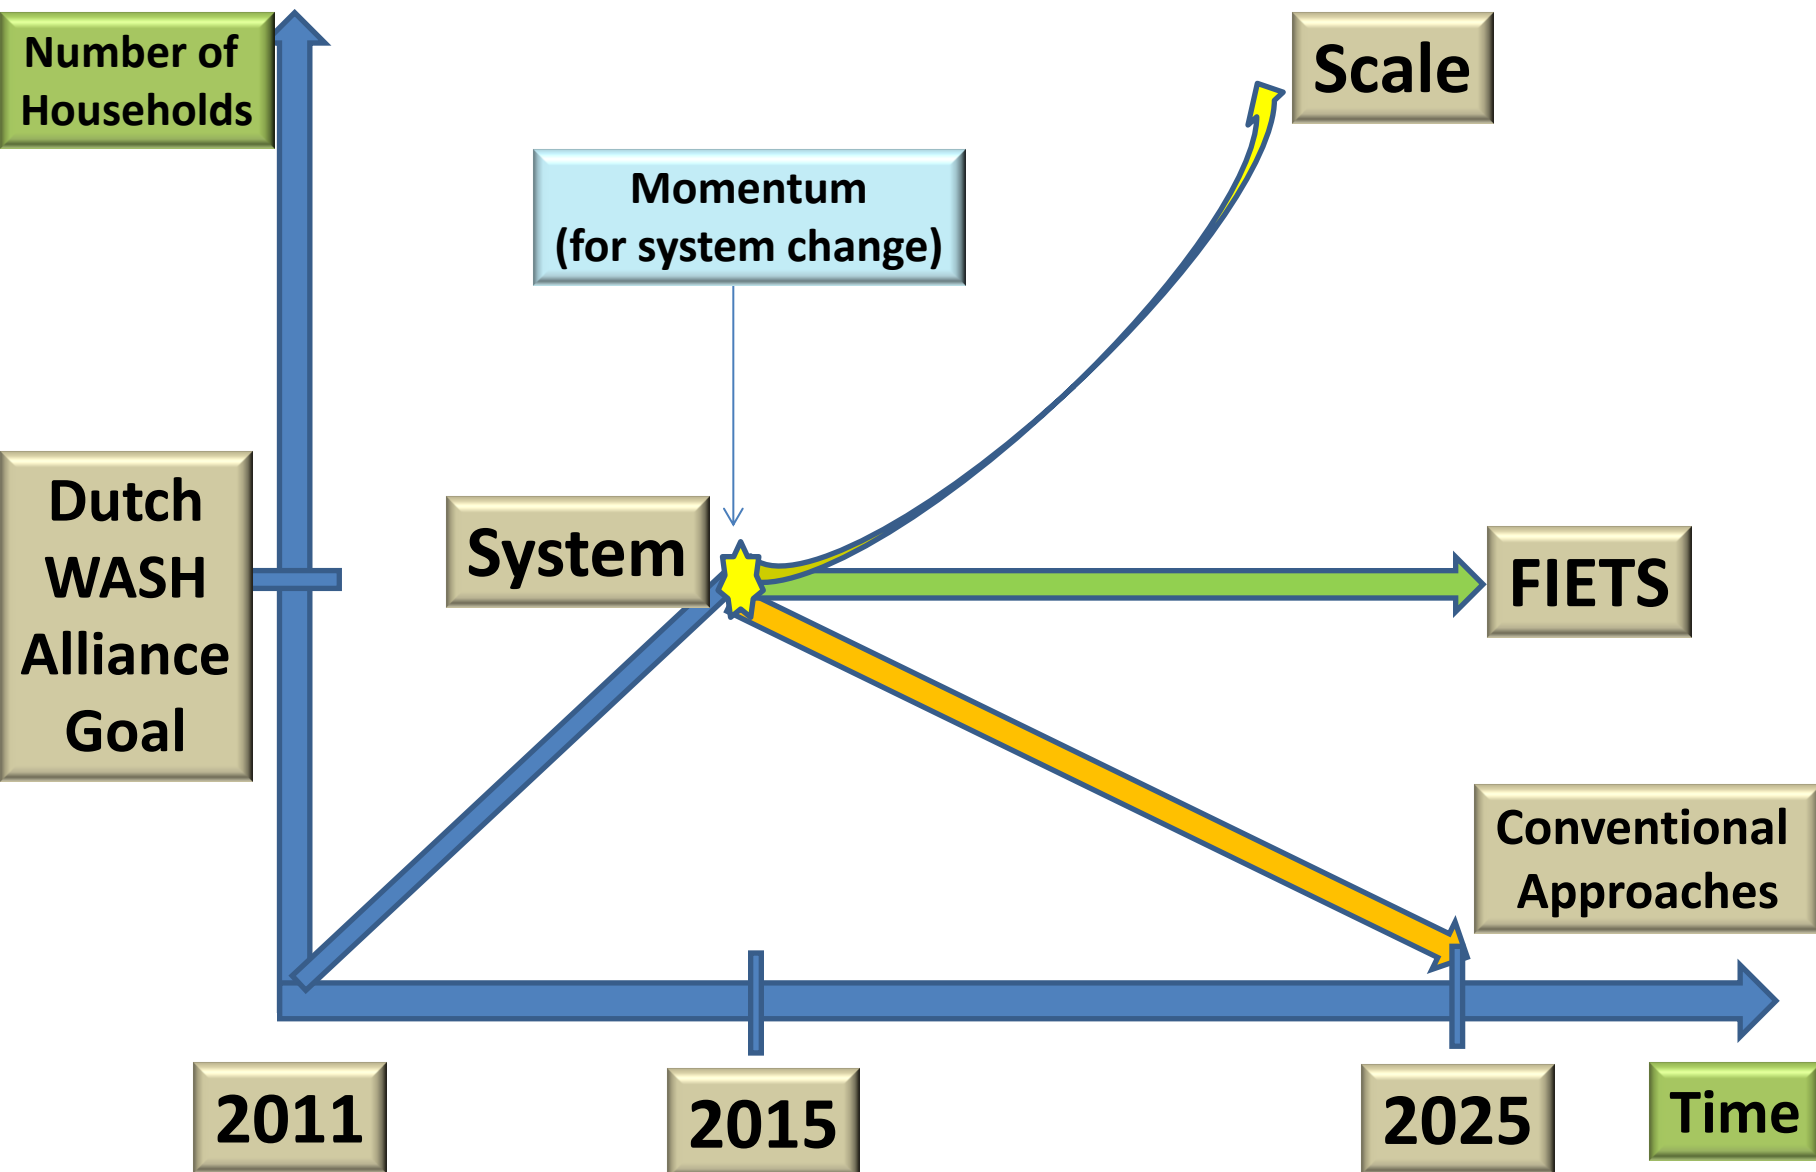 Number of
Households
Scale
Momentum
(for system change)
Dutch
WASH
Alliance
Goal
System
FIETS
Conventional
Approaches
2011
2015
2025
Time